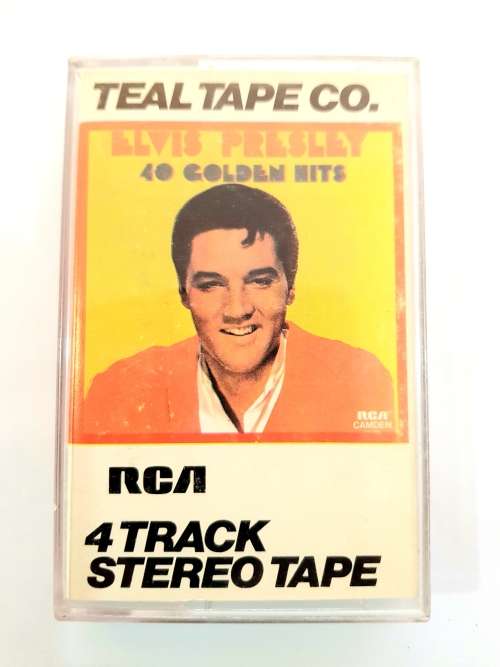 TEAL TAPE CO.
ELVIS PRESLEY
40 GOLDEN HITS
RCA
CAMDEN
RCA
4 TRACK
STEREO TAPE